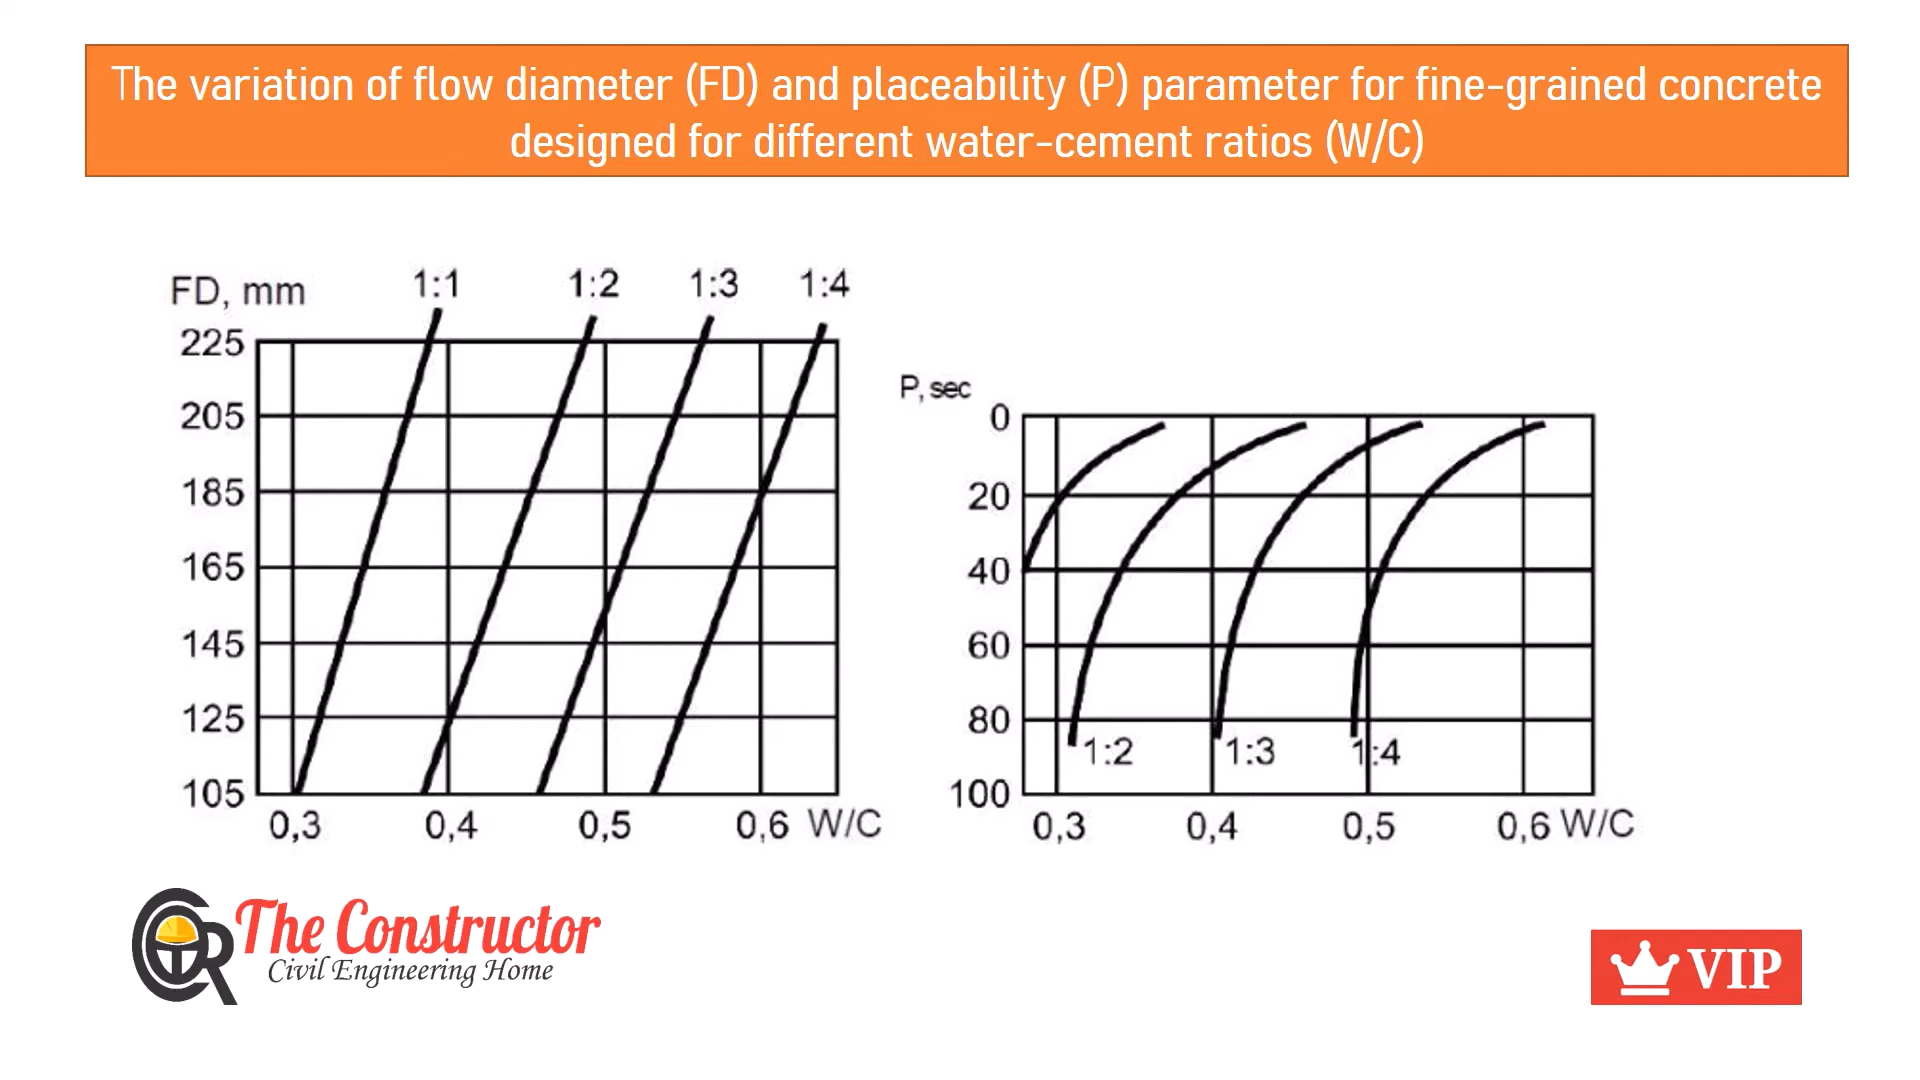 The variation of flow diameter (FD) and placeability (P) parameter for fine-grained concrete
designed for different water-cement ratios (W/C)
FD, mm
1:1 1:2 1:3 1:4
225
205
185
165
145
125
105
0,3 0,4 0,5 0,6 W/C
P, sec
0
20
40
60
80
100
1:2 1:3 1:4
0,3 0,4 0,5 0,6 W/C
The Constructor
Civil Engineering Home
VIP